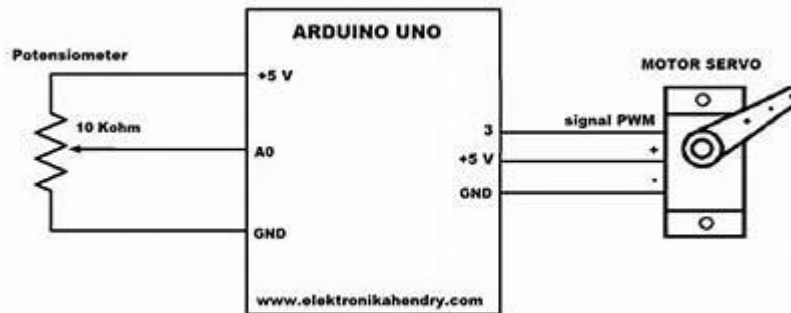 ARDUINO UNO
Potensiometer
+5 V
10 Kohm
A0
GND
MOTOR SERVO
3
signal PWM
+5 V
+
GND
-
www.elektronikahendry.com